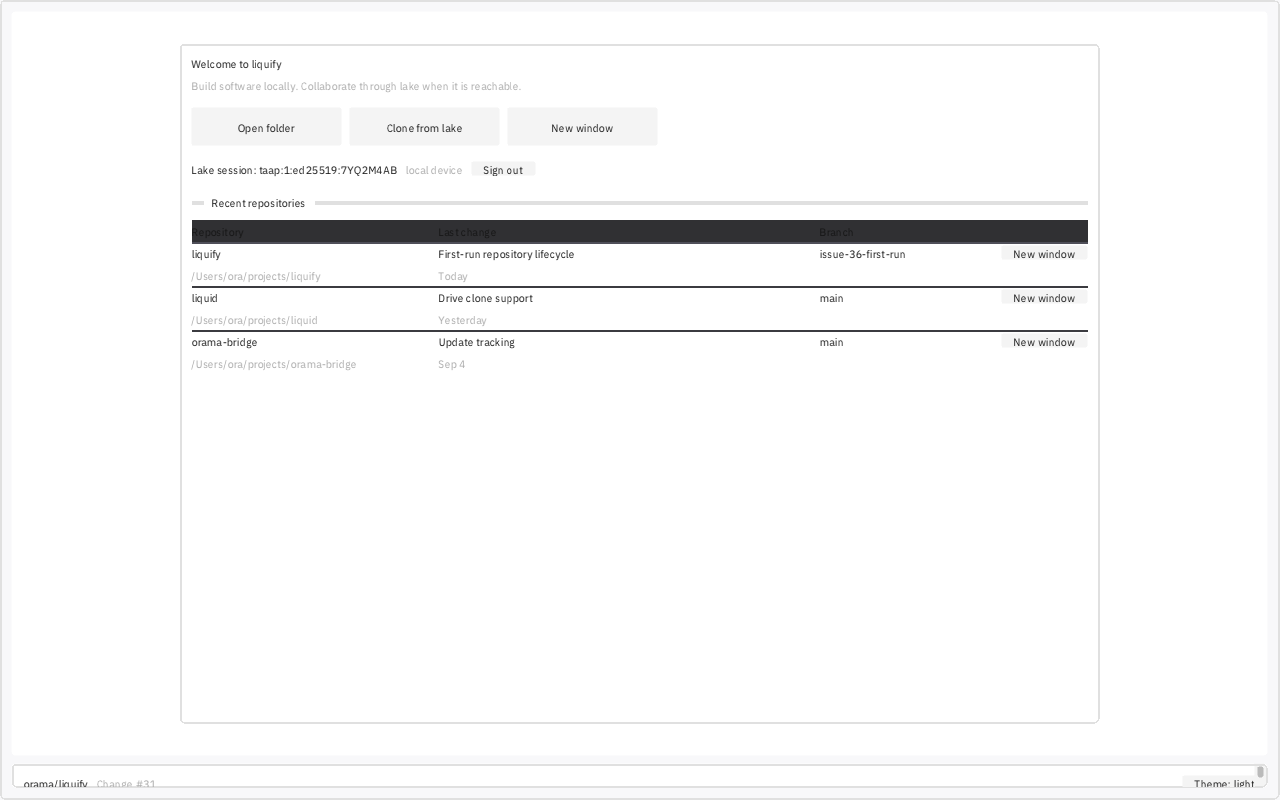 Welcome to liquify
Build software locally. Collaborate through lake when it is reachable.
Open folder Clone from lake New window
Lake session: taap:1:ed25519:7YQ2M4AB local device Sign out
Recent repositories
Repository Last change Branch
liquify First-run repository lifecycle issue-36-first-run New window
/Users/ora/projects/liquify Today
liquid Drive clone support main New window
/Users/ora/projects/liquid Yesterday
orama-bridge Update tracking main New window
/Users/ora/projects/orama-bridge Sep 4
orama/liquify Change #31 Theme: light